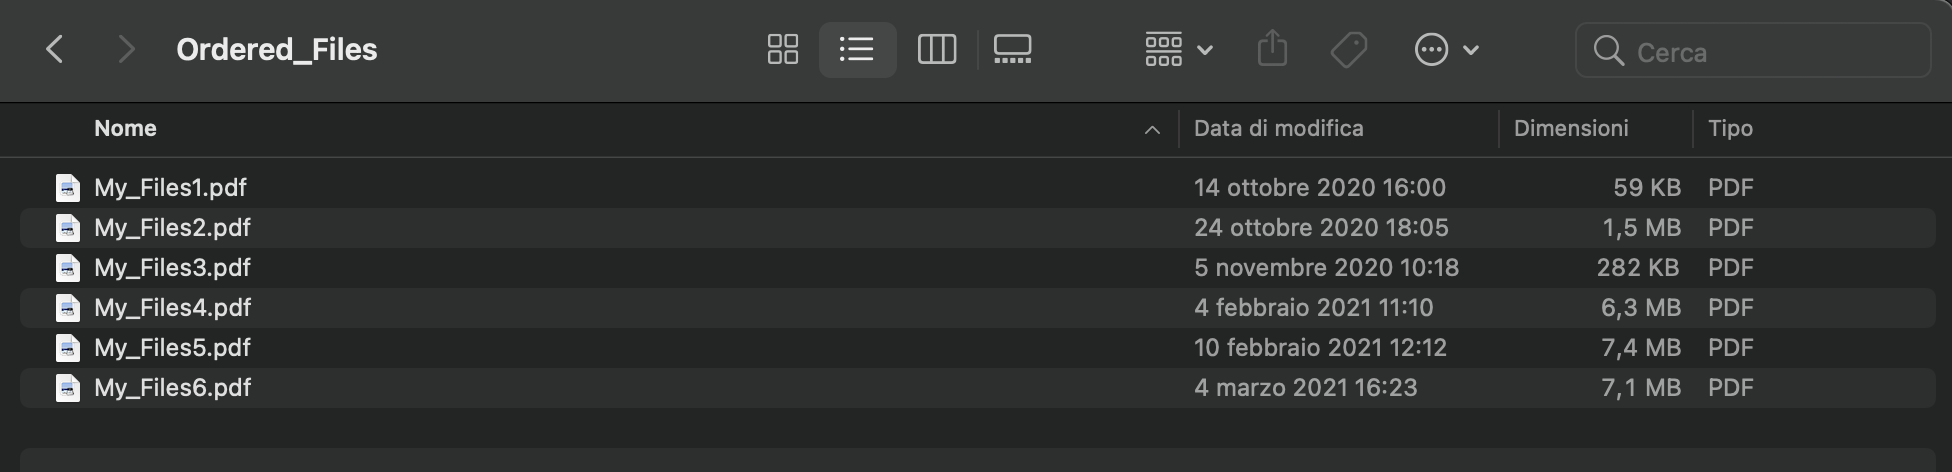 Ordered_Files
Cerca
Nome Data di modifica Dimensioni Tipo
My_Files1.pdf 14 ottobre 2020 16:00 59 KB PDF
My_Files2.pdf 24 ottobre 2020 18:05 1,5 MB PDF
My_Files3.pdf 5 novembre 2020 10:18 282 KB PDF
My_Files4.pdf 4 febbraio 2021 11:10 6,3 MB PDF
My_Files5.pdf 10 febbraio 2021 12:12 7,4 MB PDF
My_Files6.pdf 4 marzo 2021 16:23 7,1 MB PDF